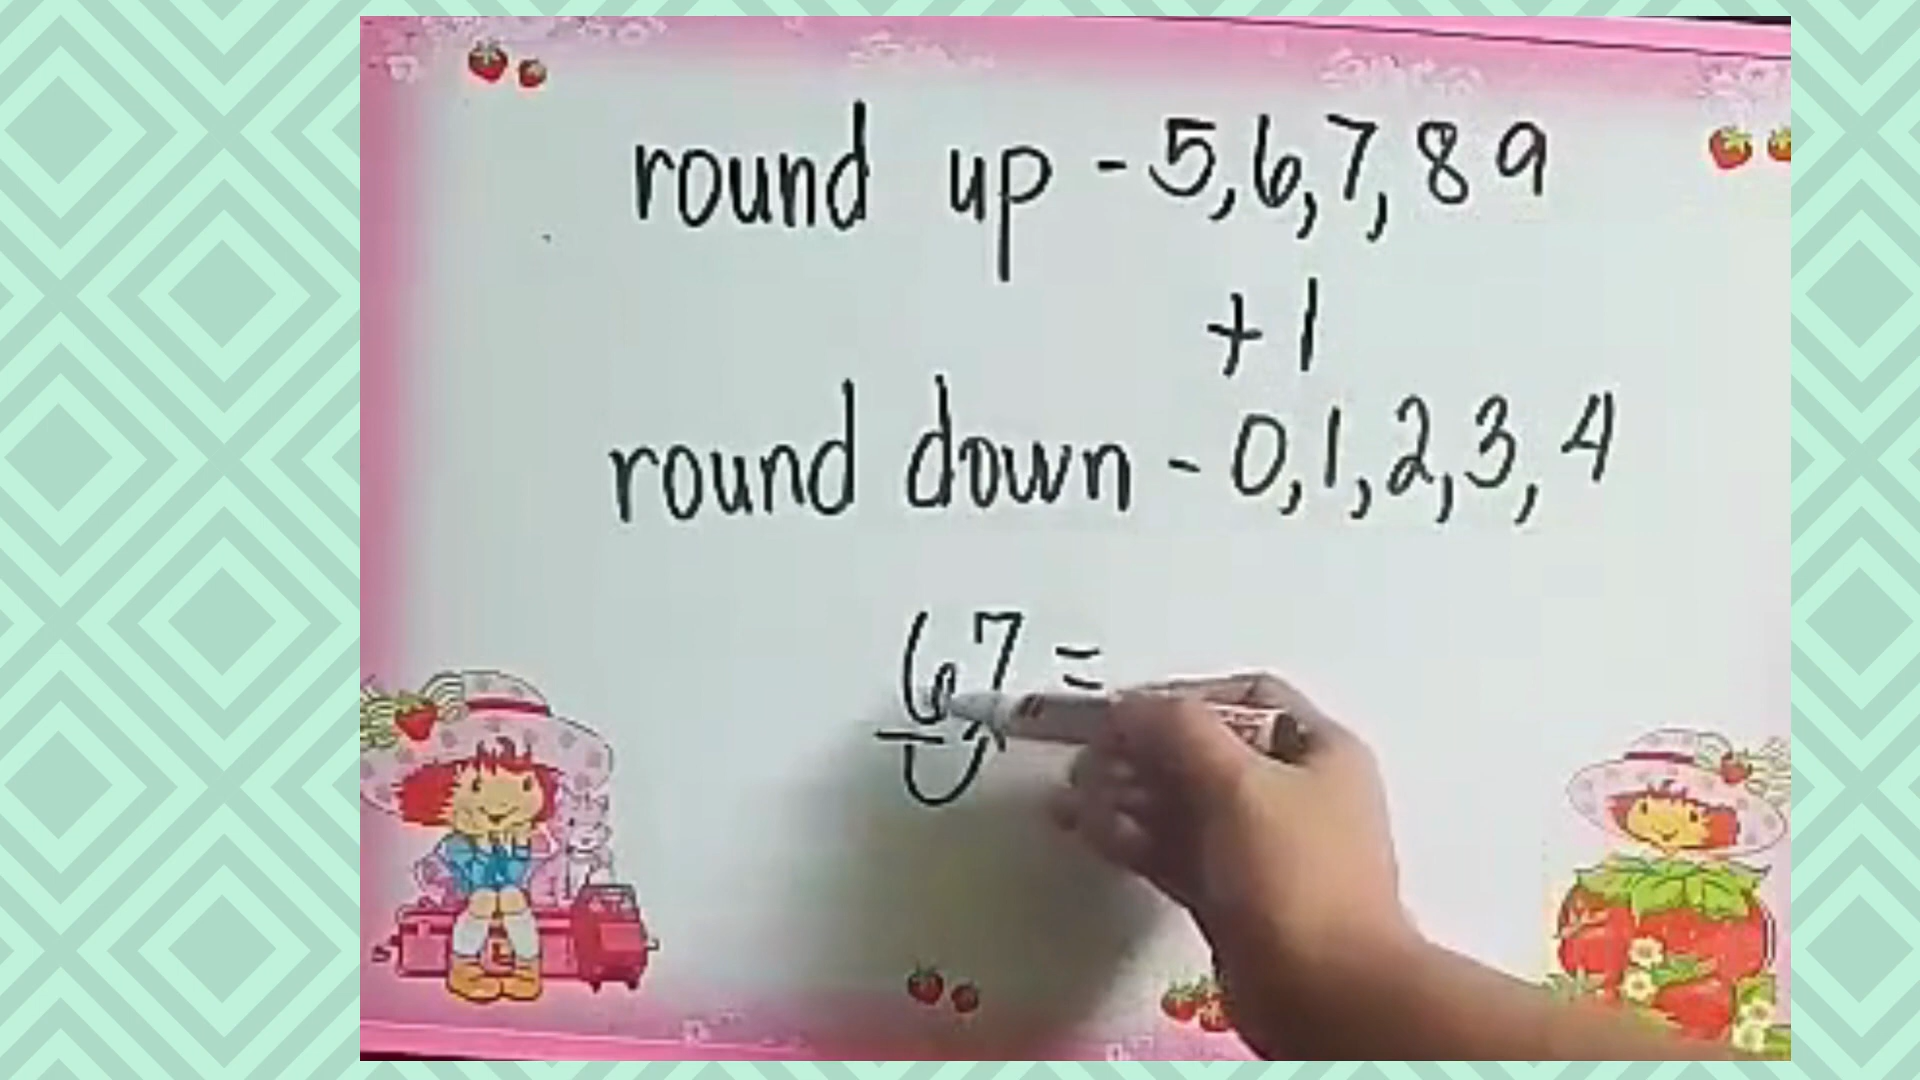 round up - 5,6,7,8 9
+1
round down - 0,1,2,3,4
67 =